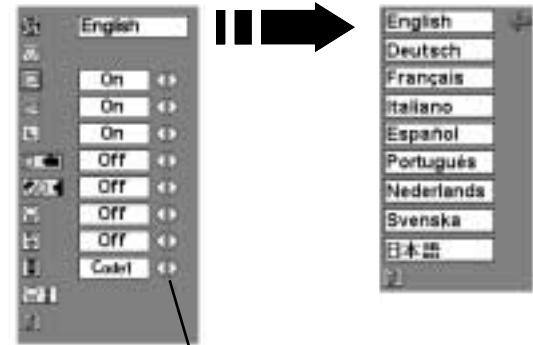 English
On
On
On
Off
Off
Off
Off
Code1
English
Deutsch
Français
Italiano
Español
Português
Nederlands
Svenska
日本語